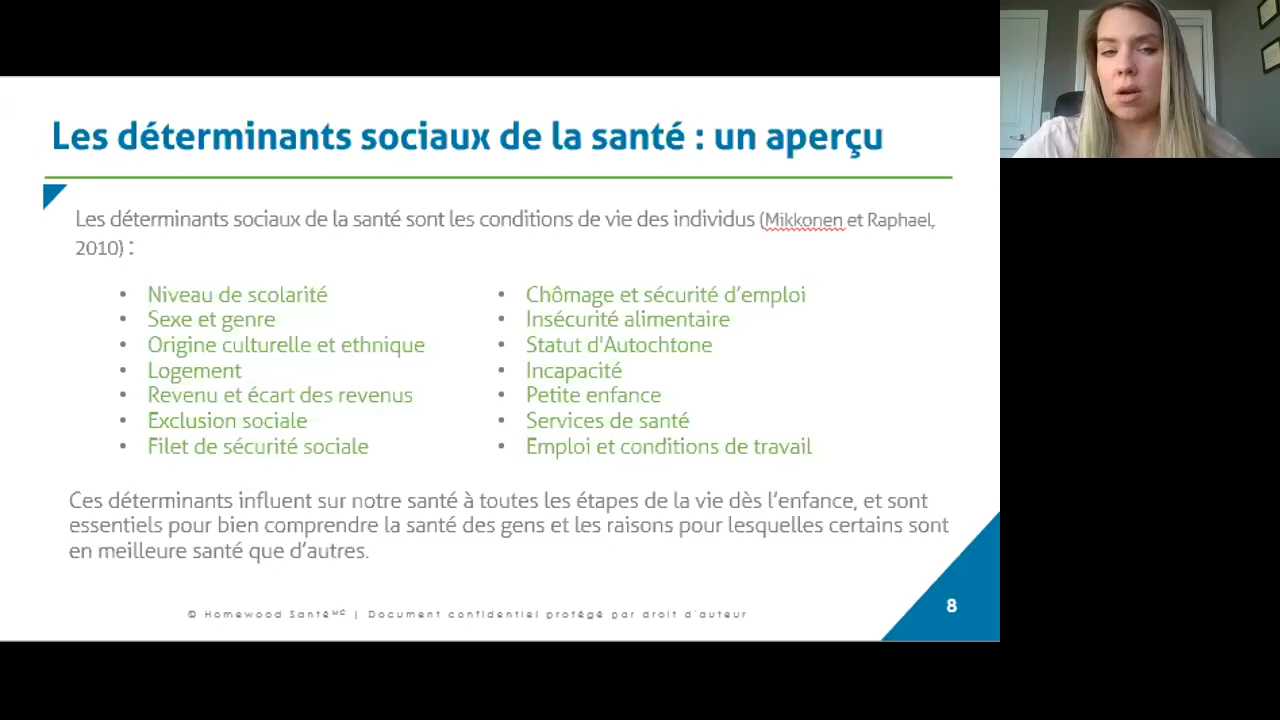 Les déterminants sociaux de la santé : un aperçu
Les déterminants sociaux de la santé sont les conditions de vie des individus (Mikkonen et Raphael,
2010) :
• Niveau de scolarité
• Sexe et genre
• Origine culturelle et ethnique
• Logement
• Revenu et écart des revenus
• Exclusion sociale
• Filet de sécurité sociale
• Chômage et sécurité d’emploi
• Insécurité alimentaire
• Statut d'Autochtone
• Incapacité
• Petite enfance
• Services de santé
• Emploi et conditions de travail
Ces déterminants influent sur notre santé à toutes les étapes de la vie dès l’enfance, et sont
essentiels pour bien comprendre la santé des gens et les raisons pour lesquelles certains sont
en meilleure santé que d’autres.
© Homewood Santé MC | Document confidentiel protégé par droit d’auteur
8